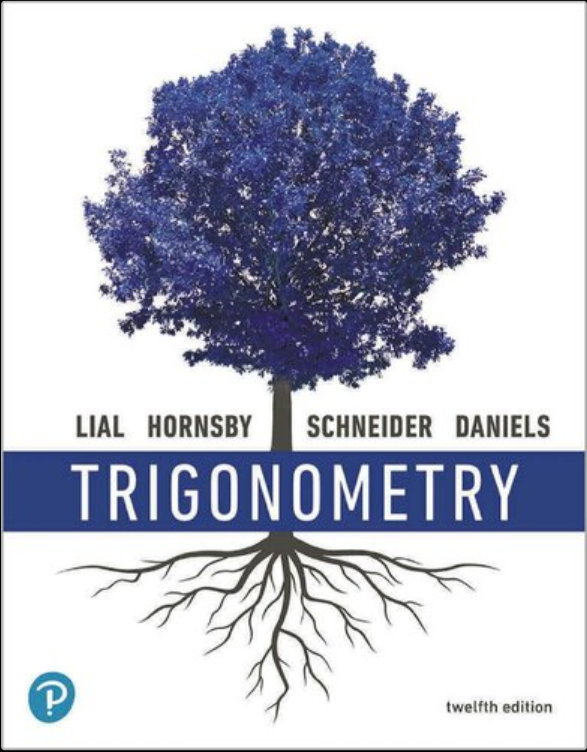 LIAL HORNSBY SCHNEIDER DANIELS
TRIGONOMETRY
P
twelfth edition